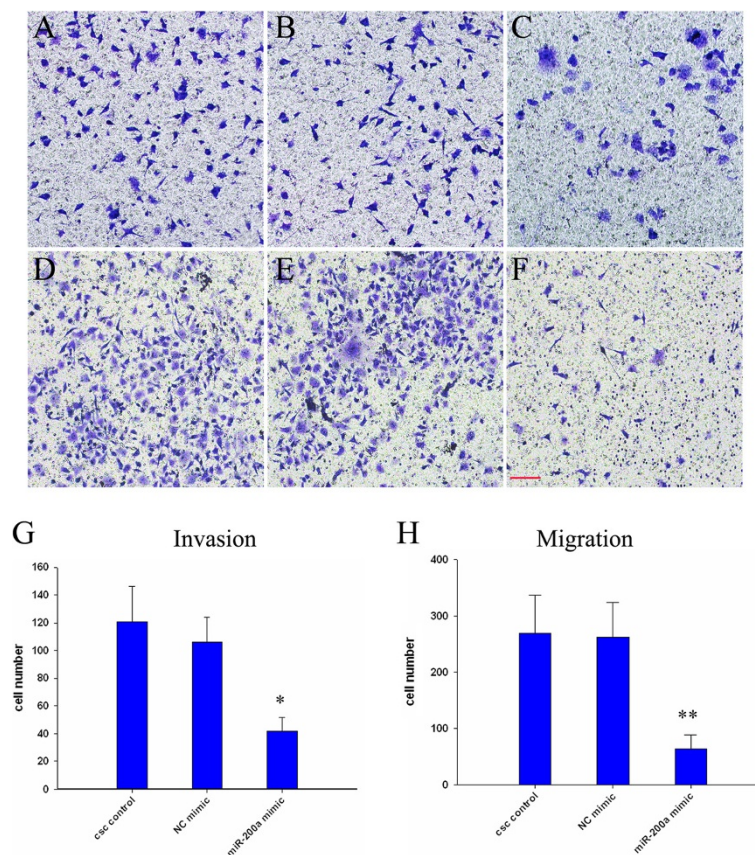 A
B
C
D
E
F
G
Invasion
160
140
120
100
80
60
40
20
0
cell number
*
csc control
NC mimic
miR-200a mimic
H
Migration
400
300
200
100
0
cell number
**
csc control
NC mimic
miR-200a mimic